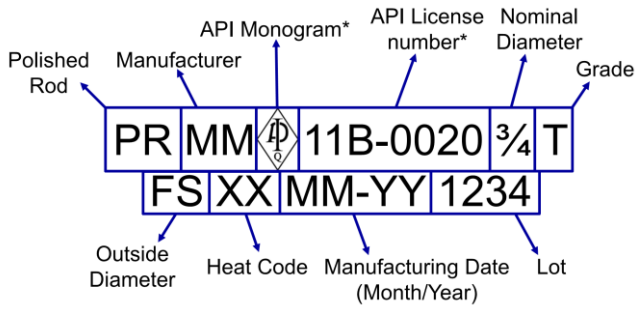 API Monogram*
API License
number*
Nominal
Diameter
Polished
Rod
Manufacturer
Grade
PR MM API Q 11B-0020 ¾ T
FS XX MM-YY 1234
Outside
Diameter
Heat Code
Manufacturing Date
(Month/Year)
Lot